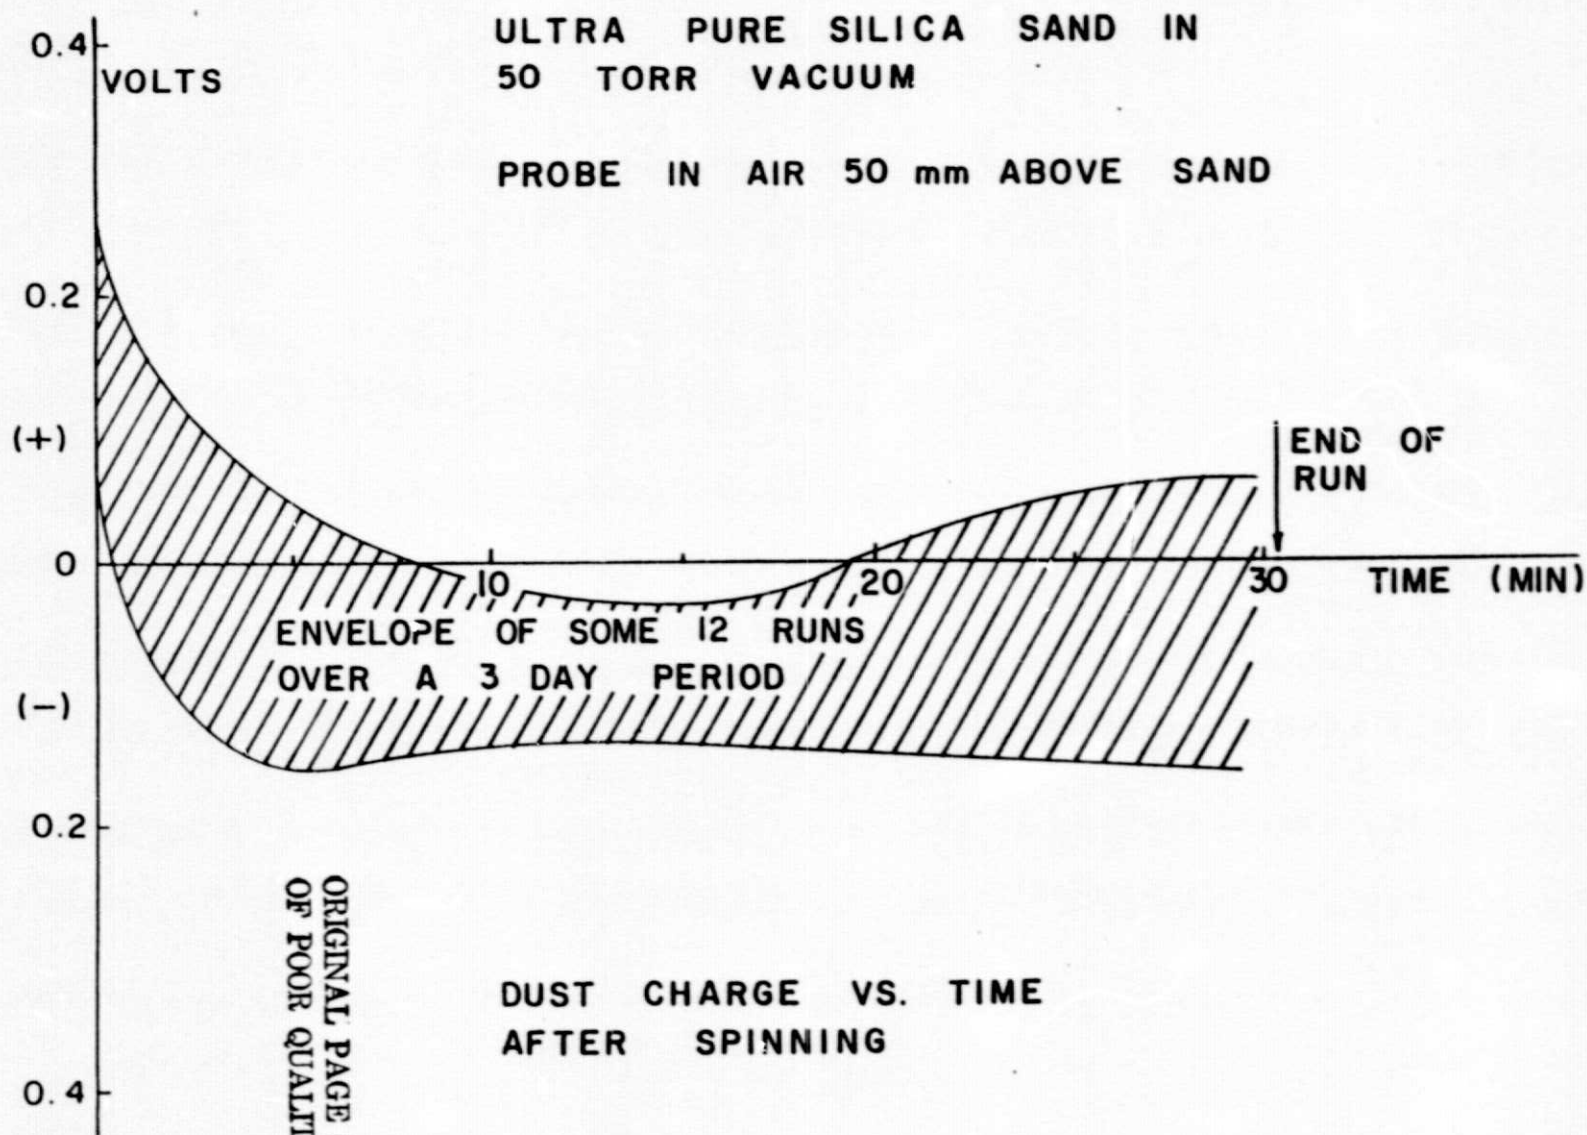 0.4
VOLTS
ULTRA PURE SILICA SAND IN
50 TORR VACUUM
PROBE IN AIR 50 mm ABOVE SAND
0.2
(+)
END OF
RUN
0
10
20
30
TIME (MIN)
ENVELOPE OF SOME 12 RUNS
OVER A 3 DAY PERIOD
(-)
0.2
ORIGINAL PAGE
OF POOR
DUST CHARGE VS. TIME
AFTER SPINNING
0.4